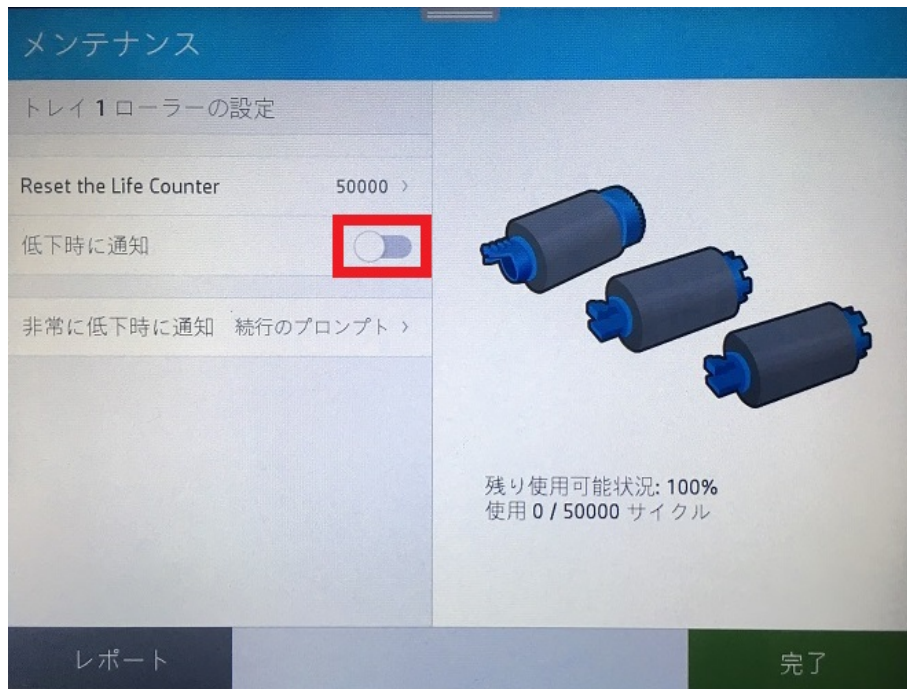 メンテナンス
トレイ 1 ローラーの設定
Reset the Life Counter 50000 >
低下時に通知
非常に低下時に通知 続行のプロンプト >
残り使用可能状況: 100%
使用 0 / 50000 サイクル
レポート
完了